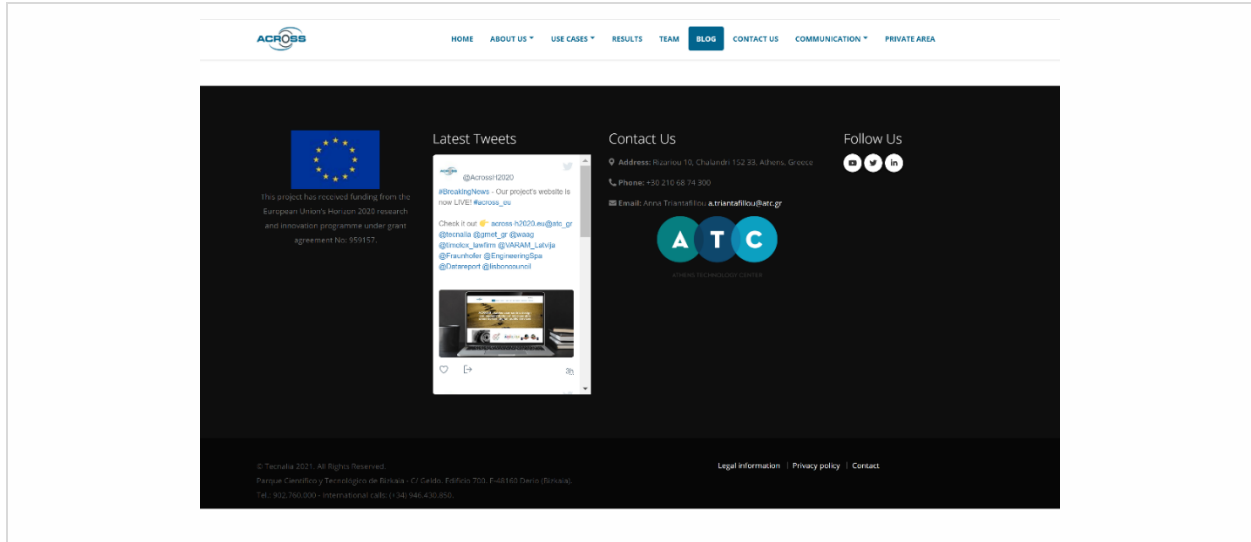 ACROSS
HOME ABOUT US USE CASES RESULTS TEAM BLOG CONTACT US COMMUNICATION PRIVATE AREA
This project has received funding from the
European Union's Horizon 2020 research
and innovation programme under grant
agreement No: 959157.
Latest Tweets
@AcrossH2020
#BreakingNews - Our project's website is
now LIVE! #across_eu
Check it out 👉 across-h2020.eu@atc_gr
@tecnalia @gmet_gr @waag
@timelex_lawfirm @VARAM_Latvija
@Fraunhofer @EngineeringSpa
@Datareport @lisboncouncil
3h
Contact Us
Address: Rizariou 10, Chalandri 152 33, Athens, Greece
Phone: +30 210 68 74 300
Email: Anna Triantafillou a.triantafillou@atc.gr
ATC
ATHENS TECHNOLOGY CENTER
Follow Us
© Tecnalia 2021. All Rights Reserved.
Parque Científico y Tecnológico de Bizkaia - C/ Geldo. Edificio 700. E-48160 Derio (Bizkaia).
Tel.: 902.760.000 - International calls: (+34) 946.430.850.
Legal information | Privacy policy | Contact